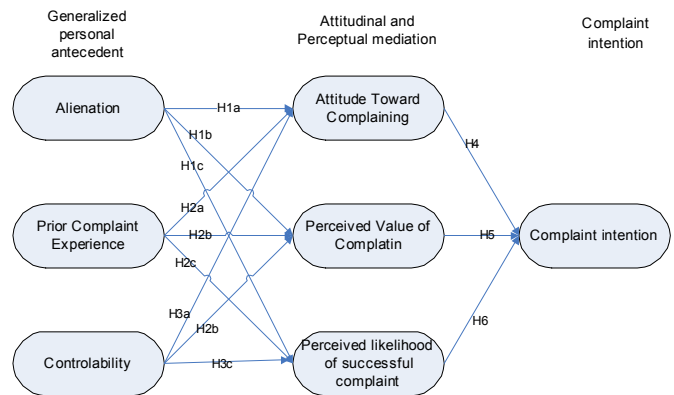 Generalized
personal
antecedent
Attitudinal and
Perceptual mediation
Complaint
intention
Alienation
Attitude Toward
Complaining
Prior Complaint
Experience
Perceived Value of
Complatin
Complaint intention
Controlability
Perceived likelihood
of successful
complaint
H1a
H1b
H1c
H2a
H2b
H2c
H3a
H2b
H3c
H4
H5
H6